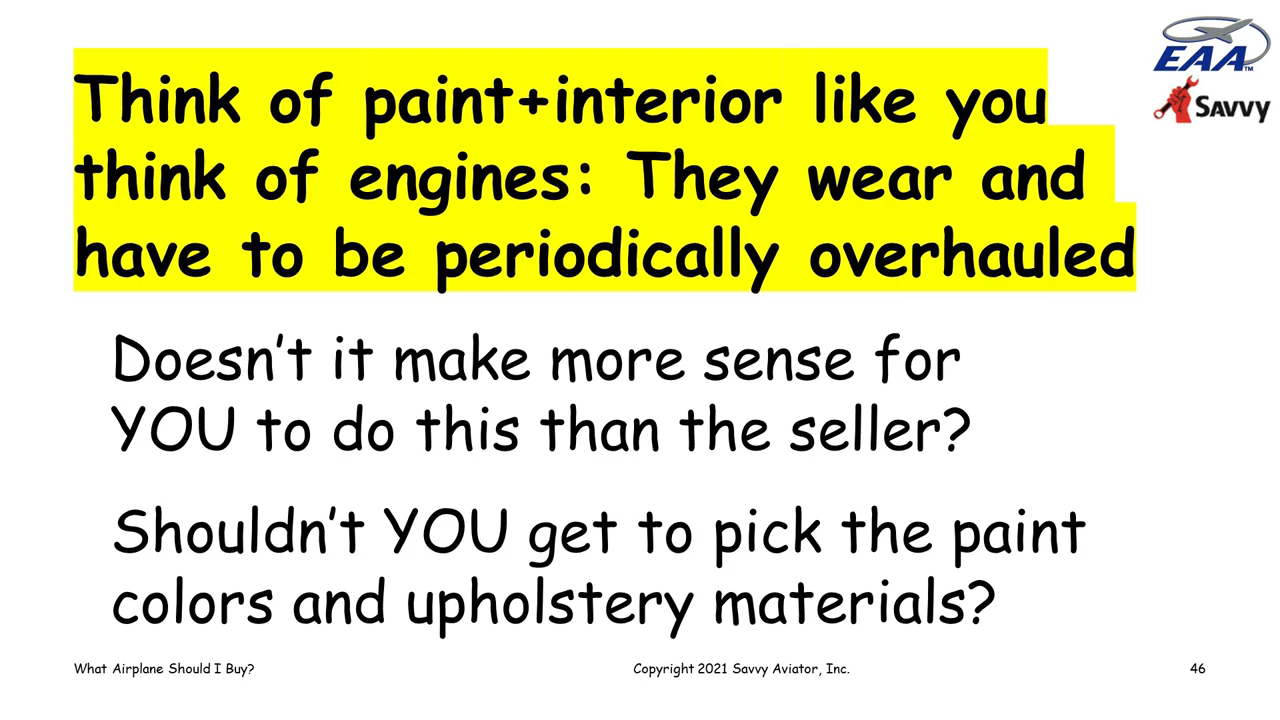 EAA™
Savvy
Think of paint+interior like you
think of engines: They wear and
have to be periodically overhauled
Doesn’t it make more sense for
YOU to do this than the seller?
Shouldn’t YOU get to pick the paint
colors and upholstery materials?
What Airplane Should I Buy?
Copyright 2021 Savvy Aviator, Inc.
46